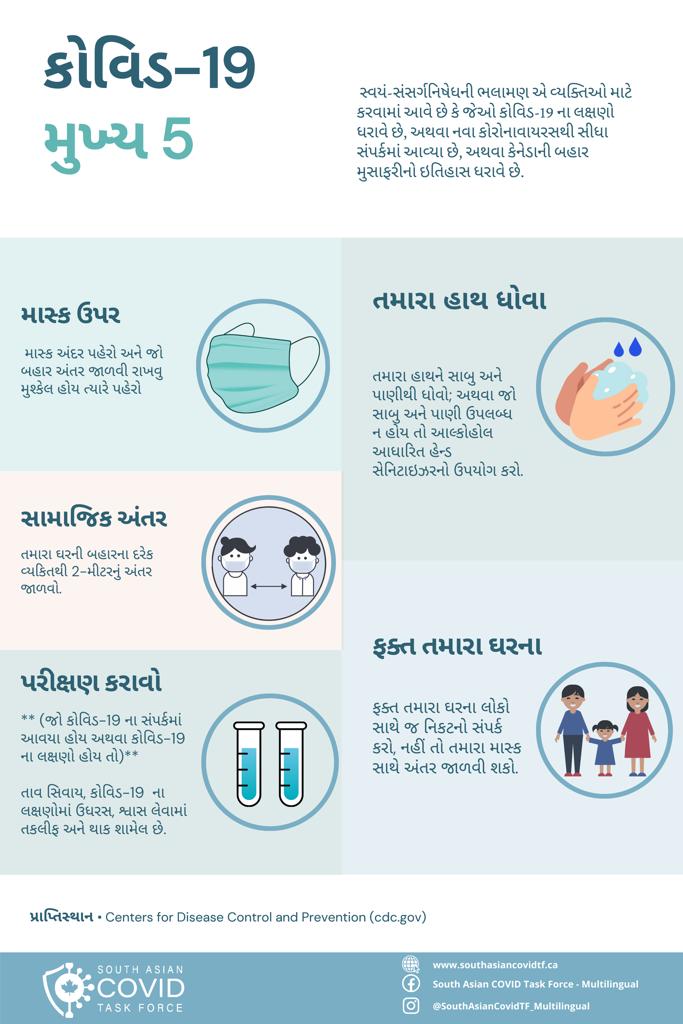 કોવિડ-19
મુખ્ય 5
સ્વયં-સંસર્ગનિષેધની ભલામણ એ વ્યક્તિઓ માટે
કરવામાં આવે છે કે જેઓ કોવિડ-19 ના લક્ષણો
ધરાવે છે, અથવા નવા કોરોનાવાયરસથી સીધા
સંપર્કમાં આવ્યા છે, અથવા કેનેડાની બહાર
મુસાફરીનો ઇતિહાસ ધરાવે છે.
માસ્ક ઉપર
માસ્ક અંદર પહેરો અને જો
બહાર અંતર જાળવી રાખવુ
મુશ્કેલ હોય ત્યારે પહેરો
તમારા હાથ ધોવા
તમારા હાથને સાબુ અને
પાણીથી ધોવો; અથવા જો
સાબુ અને પાણી ઉપલબ્ધ
ન હોય તો આલ્કોહોલ
આધારિત હેન્ડ
સેનિટાઇઝરનો ઉપયોગ કરો.
સામાજિક અંતર
તમારા ઘરની બહારના દરેક
વ્યકિતથી 2-મીટરનું અંતર
જાળવો.
ફક્ત તમારા ઘરના
ફક્ત તમારા ઘરના લોકો
સાથે જ નિકટનો સંપર્ક
કરો, નહીં તો તમારા માસ્ક
સાથે અંતર જાળવી શકો.
પરીક્ષણ કરાવો
** (જો કોવિડ-19 ના સંપર્કમાં
આવયા હોય અથવા કોવિડ-19
ના લક્ષણો હોય તો)**
તાવ સિવાય, કોવિડ-19 ના
લક્ષણોમાં ઉધરસ, શ્વાસ લેવામાં
તકલીફ અને થાક શામેલ છે.
પ્રાપ્તિસ્થાન • Centers for Disease Control and Prevention (cdc.gov)
SOUTH ASIAN
COVID
TASK FORCE
www.southasiancovidtf.ca
South Asian COVID Task Force - Multilingual
@SouthAsianCovidTF_Multilingual